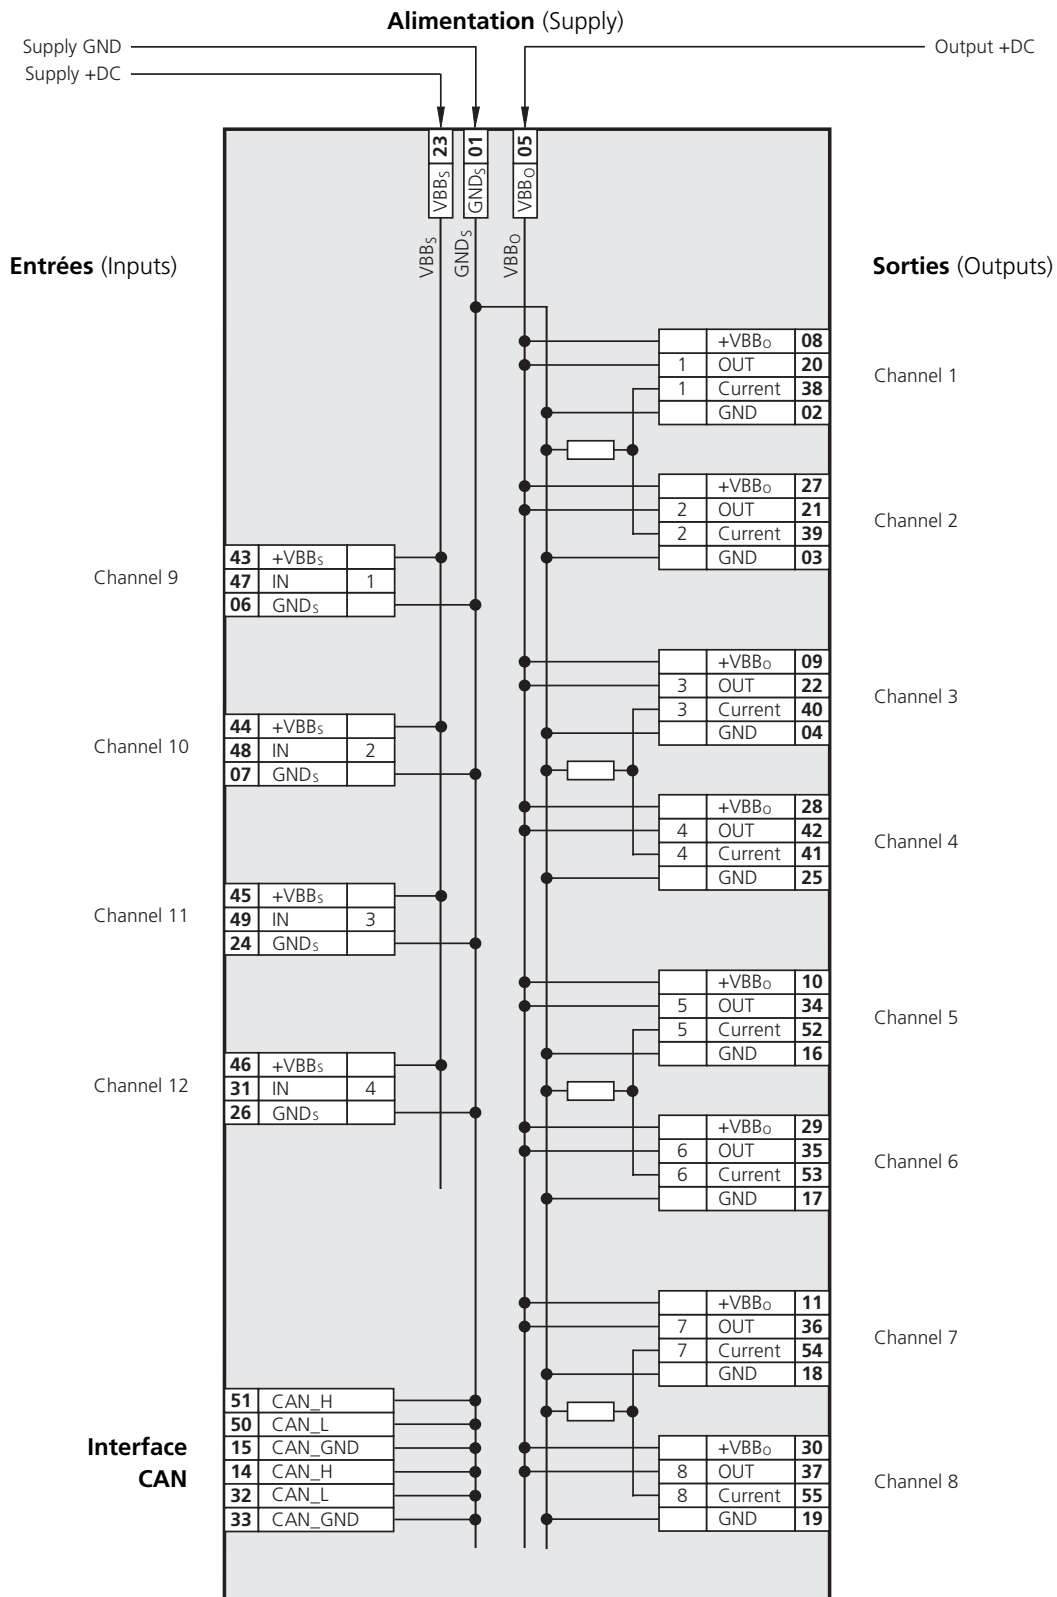 Alimentation (Supply)
Supply GND
Output +DC
Supply +DC
23 VBBS
01 GNDS
05 VBBO
VBBS
GNDS
VBBO
Entrées (Inputs)
Sorties (Outputs)
+VBBO 08
1 OUT 20
1 Current 38
GND 02
Channel 1
+VBBO 27
2 OUT 21
2 Current 39
GND 03
Channel 2
Channel 9
43 +VBBS
47 IN 1
06 GNDS
+VBBO 09
3 OUT 22
3 Current 40
GND 04
Channel 3
Channel 10
44 +VBBS
48 IN 2
07 GNDS
+VBBO 28
4 OUT 42
4 Current 41
GND 25
Channel 4
Channel 11
45 +VBBS
49 IN 3
24 GNDS
+VBBO 10
5 OUT 34
5 Current 52
GND 16
Channel 5
Channel 12
46 +VBBS
31 IN 4
26 GNDS
+VBBO 29
6 OUT 35
6 Current 53
GND 17
Channel 6
+VBBO 11
7 OUT 36
7 Current 54
GND 18
Channel 7
Interface
CAN
51 CAN_H
50 CAN_L
15 CAN_GND
14 CAN_H
32 CAN_L
33 CAN_GND
+VBBO 30
8 OUT 37
8 Current 55
GND 19
Channel 8